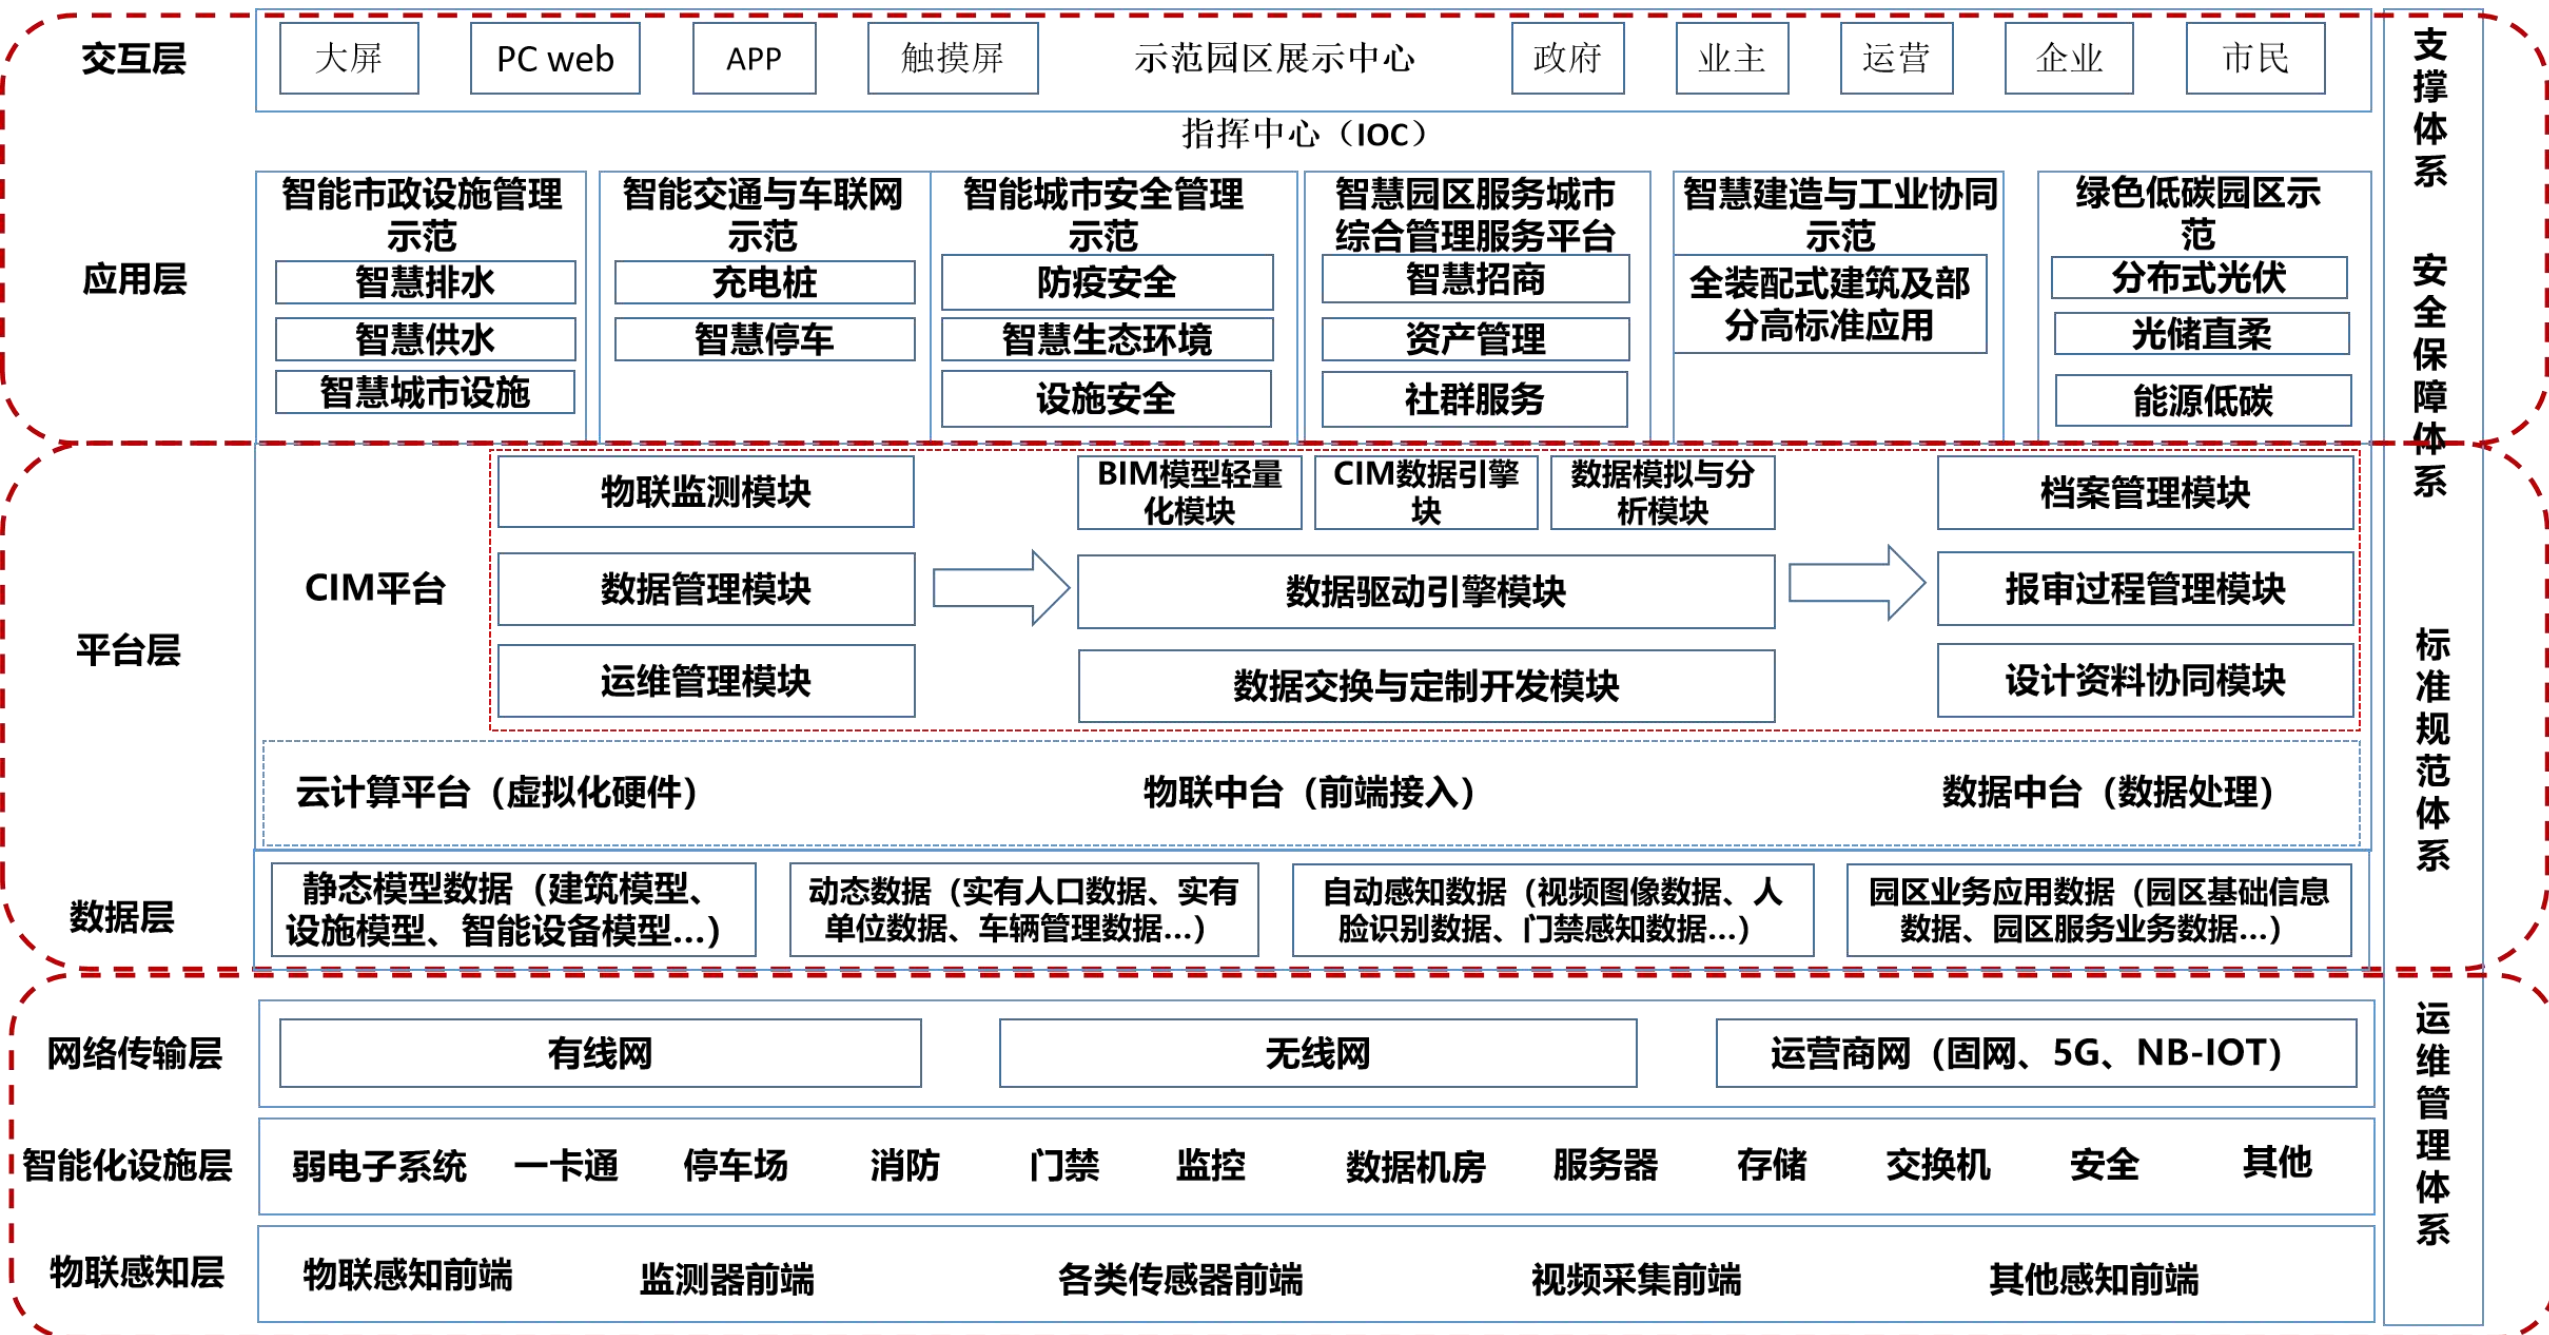 交互层
大屏
PC web
APP
触摸屏
示范园区展示中心
政府
业主
运营
企业
市民
指挥中心（IOC）
应用层
智能市政设施管理
示范
智慧排水
智慧供水
智慧城市设施
智能交通与车联网
示范
充电桩
智慧停车
智能城市安全管理
示范
防疫安全
智慧生态环境
设施安全
智慧园区服务城市
综合管理服务平台
智慧招商
资产管理
社群服务
智慧建造与工业协同
示范
全装配式建筑及部
分高标准应用
绿色低碳园区示
范
分布式光伏
光储直柔
能源低碳
平台层
CIM平台
物联监测模块
数据管理模块
运维管理模块
BIM模型轻量
化模块
CIM数据引擎
块
数据模拟与分
析模块
数据驱动引擎模块
数据交换与定制开发模块
档案管理模块
报审过程管理模块
设计资料协同模块
云计算平台（虚拟化硬件）
物联中台（前端接入）
数据中台（数据处理）
数据层
静态模型数据（建筑模型、
设施模型、智能设备模型...）
动态数据（实有人口数据、实有
单位数据、车辆管理数据...）
自动感知数据（视频图像数据、人
脸识别数据、门禁感知数据...）
园区业务应用数据（园区基础信息
数据、园区服务业务数据...）
网络传输层
有线网
无线网
运营商网（固网、5G、NB-IOT）
智能化设施层
弱电子系统
一卡通
停车场
消防
门禁
监控
数据机房
服务器
存储
交换机
安全
其他
物联感知层
物联感知前端
监测器前端
各类传感器前端
视频采集前端
其他感知前端
支撑体系
安全保障体系
标准规范体系
运维管理体系